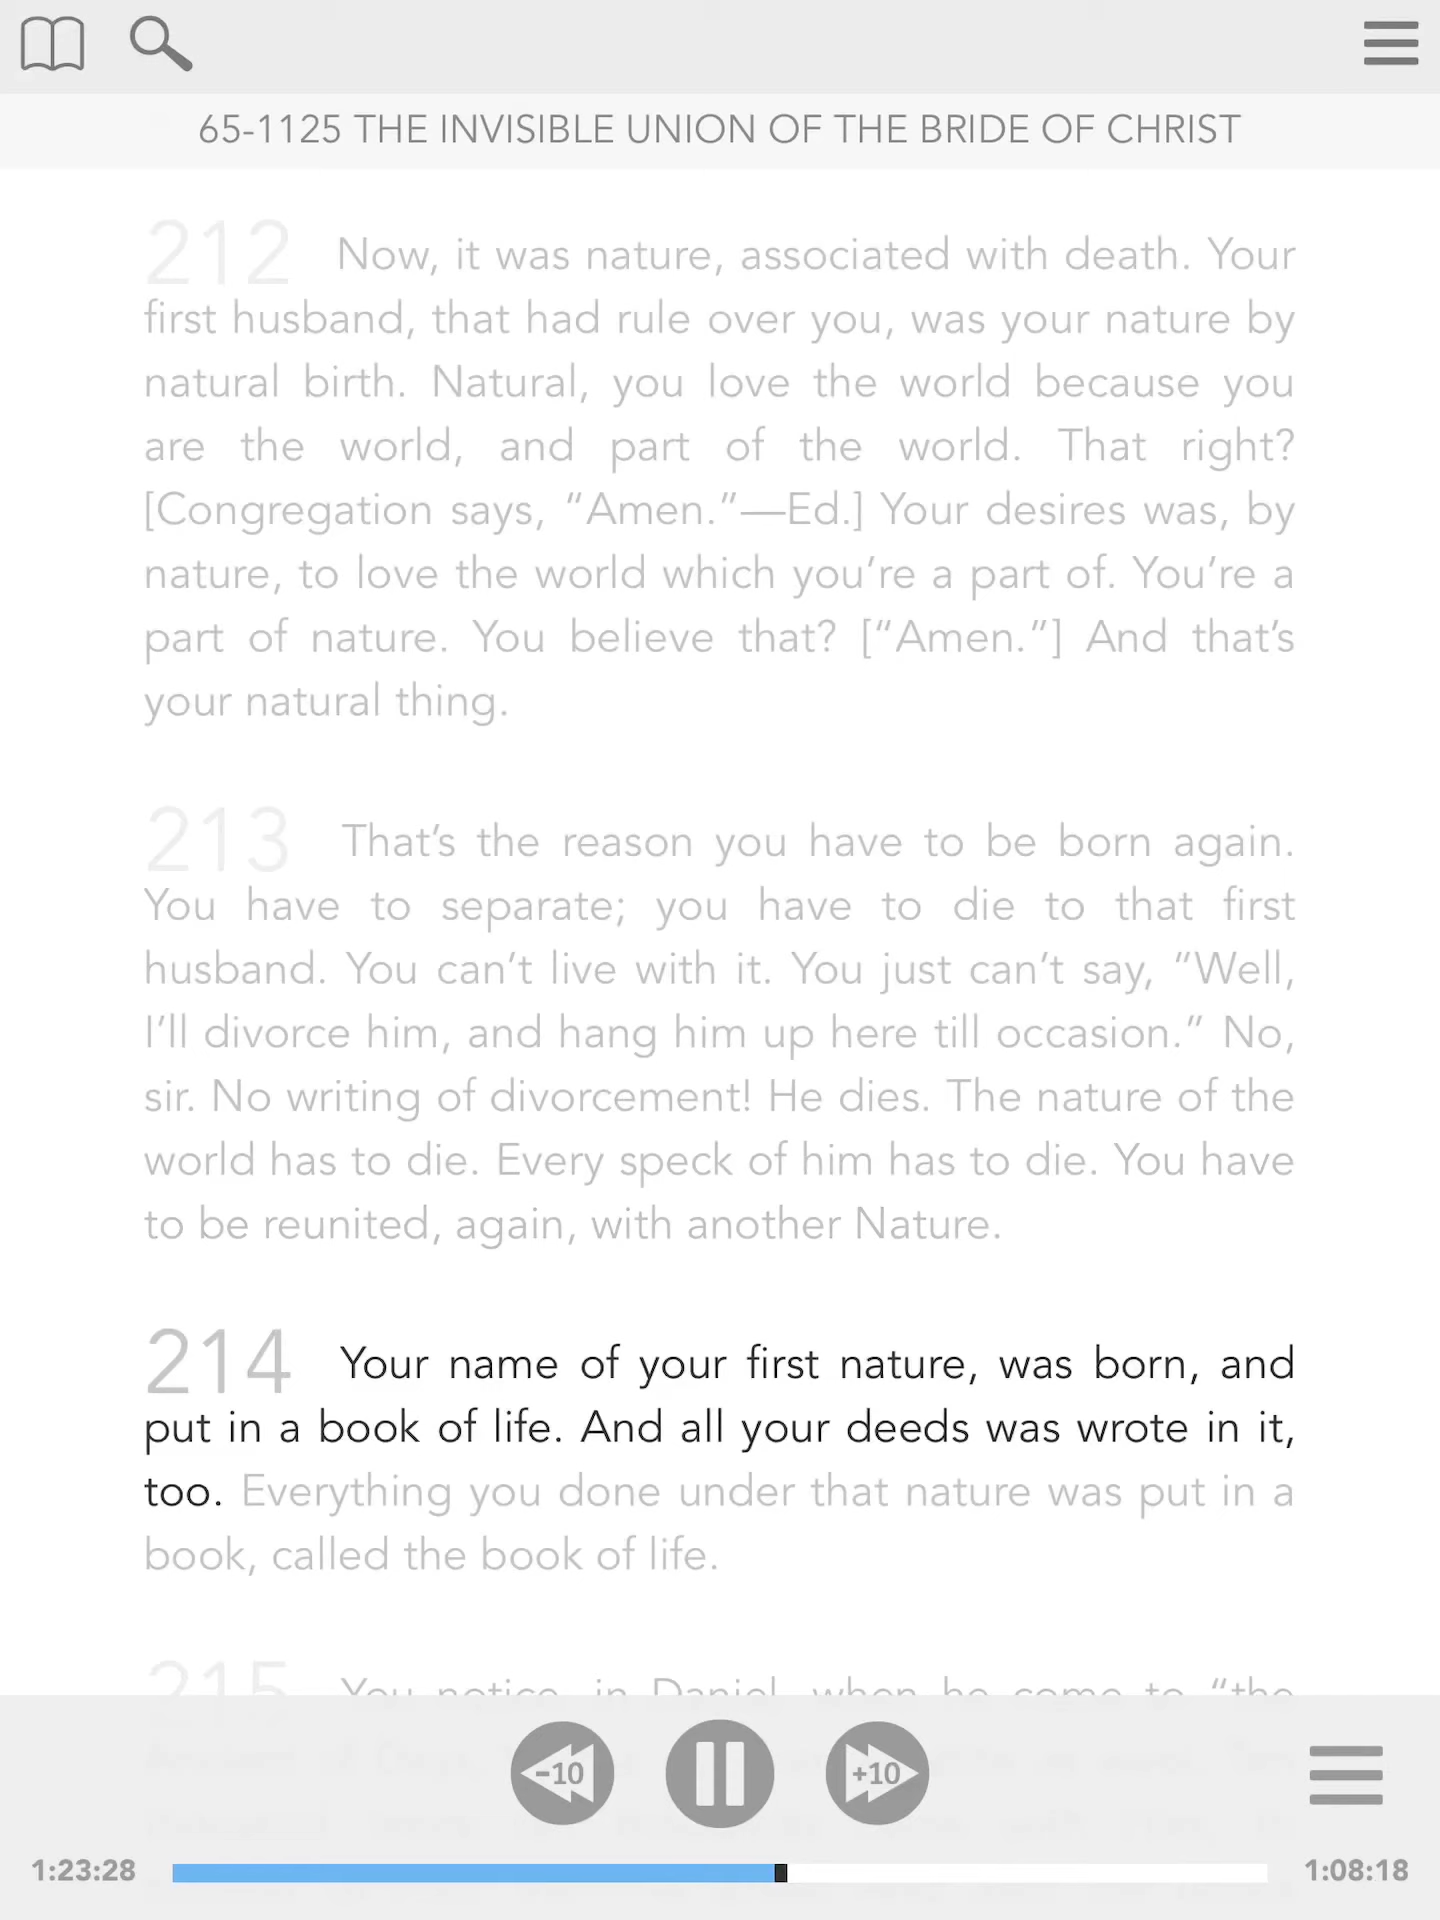 65-1125 THE INVISIBLE UNION OF THE BRIDE OF CHRIST
212 Now, it was nature, associated with death. Your
first husband, that had rule over you, was your nature by
natural birth. Natural, you love the world because you
are the world, and part of the world. That right?
[Congregation says, “Amen.”—Ed.] Your desires was, by
nature, to love the world which you’re a part of. You’re a
part of nature. You believe that? [“Amen.”] And that’s
your natural thing.
213 That’s the reason you have to be born again.
You have to separate; you have to die to that first
husband. You can’t live with it. You just can’t say, “Well,
I’ll divorce him, and hang him up here till occasion.” No,
sir. No writing of divorcement! He dies. The nature of the
world has to die. Every speck of him has to die. You have
to be reunited, again, with another Nature.
214 Your name of your first nature, was born, and
put in a book of life. And all your deeds was wrote in it,
too. Everything you done under that nature was put in a
book, called the book of life.
215 You notice, in Daniel, when he come to “the
-10 +10
1:23:28 1:08:18